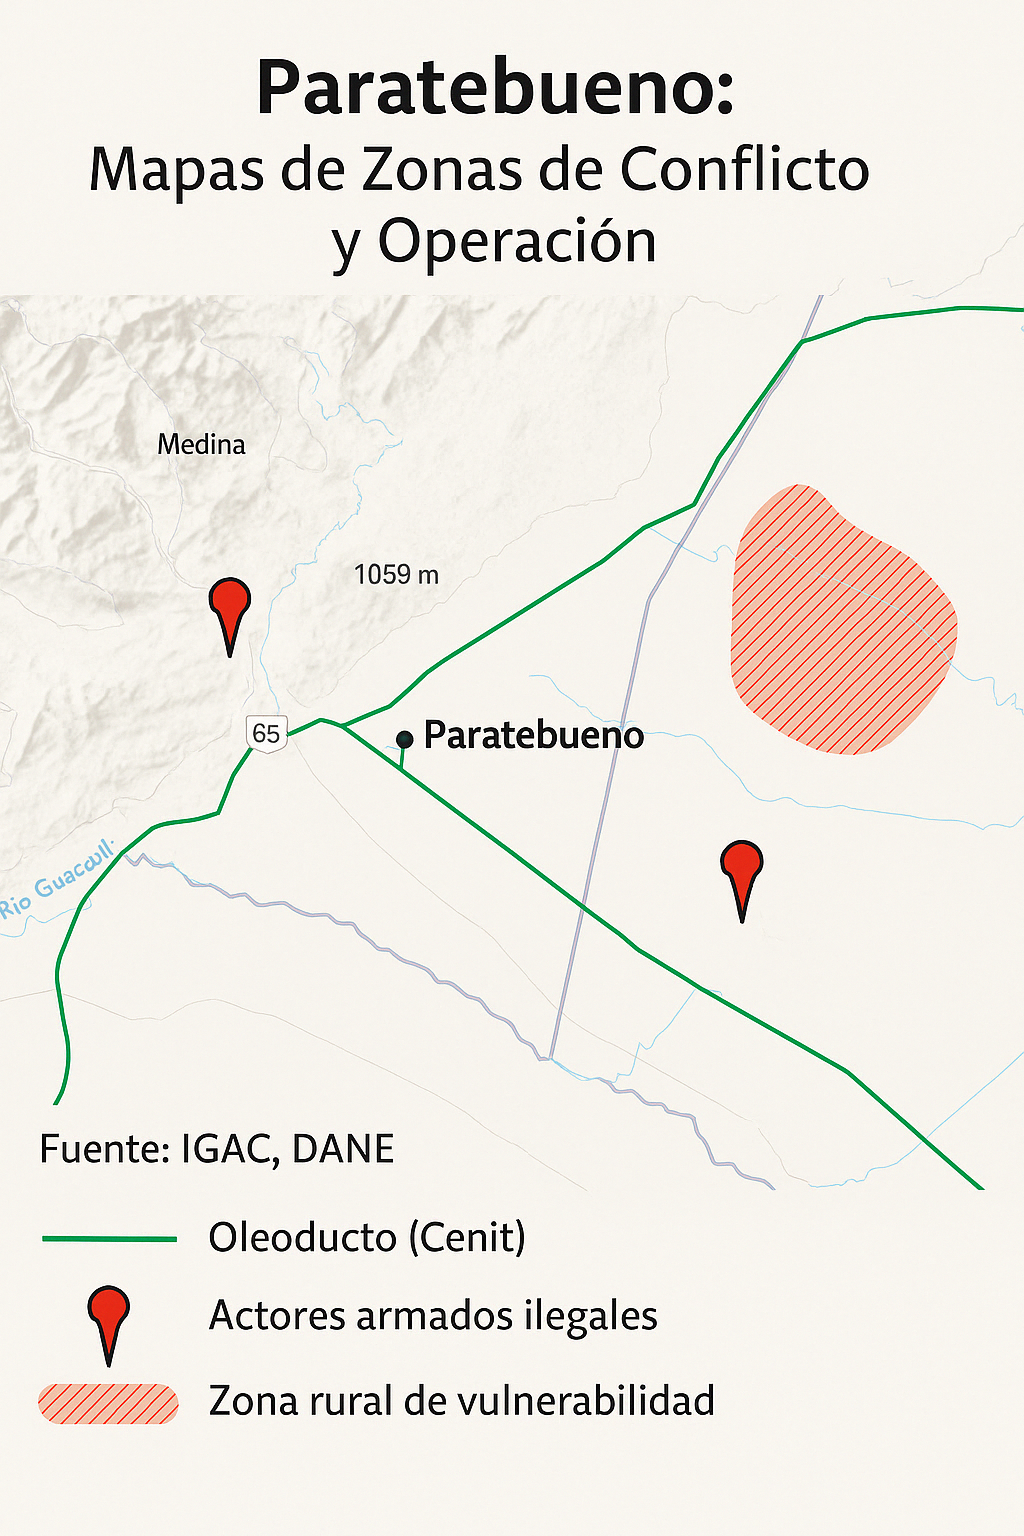 Paratebueno:
Mapas de Zonas de Conflicto
y Operación
Medina
1059 m
65
Paratebueno
Rio
Fuente: IGAC, DANE
Oleoducto (Cenit)
Actores armados ilegales
Zona rural de vulnerabilidad